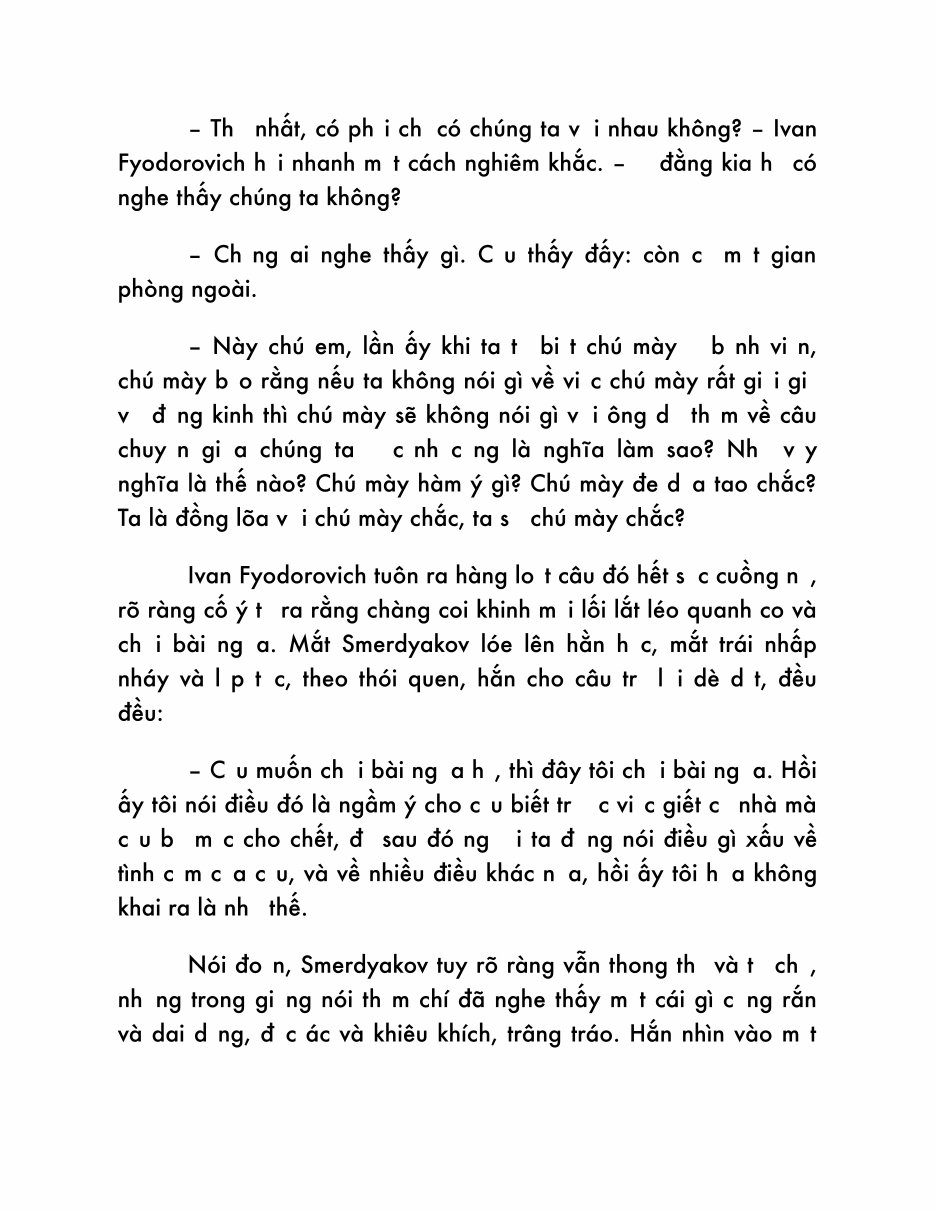 – Th nhất, có ph i ch có chúng ta v i nhau không? – Ivan
Fyodorovich h i nhanh m t cách nghiêm khắc. – đằng kia h có
nghe thấy chúng ta không?
– Ch ng ai nghe thấy gì. C u thấy đấy: còn c m t gian
phòng ngoài.
– Này chú em, lần ấy khi ta t bi t chú mày b nh vi n,
chú mày b o rằng nếu ta không nói gì về vi c chú mày rất gi i gi
v đ ng kinh thì chú mày sẽ không nói gì v i ông d th m về câu
chuy n gi a chúng ta c nh c ng là nghĩa làm sao? Nh v y
nghĩa là thế nào? Chú mày hàm ý gì? Chú mày đe d a tao chắc?
Ta là đồng lõa v i chú mày chắc, ta s chú mày chắc?
Ivan Fyodorovich tuôn ra hàng lo t câu đó hết s c cuồng n ,
rõ ràng cố ý t ra rằng chàng coi khinh m i lối lắt léo quanh co và
ch i bài ng a. Mắt Smerdyakov lóe lên hằn h c, mắt trái nhấp
nháy và l p t c, theo thói quen, hắn cho câu tr l i dè d t, đều
đều:
– C u muốn ch i bài ng a h , thì đây tôi ch i bài ng a. Hồi
ấy tôi nói điều đó là ngầm ý cho c u biết tr c vi c giết c nhà mà
c u b m c cho chết, đ sau đó ng i ta đ ng nói điều gì xấu về
tình c m c a c u, và về nhiều điều khác n a, hồi ấy tôi h a không
khai ra là nh thế.
Nói đo n, Smerdyakov tuy rõ ràng vẫn thong th và t ch ,
nh ng trong gi ng nói th m chí đã nghe thấy m t cái gì c ng rắn
và dai d ng, đ c ác và khiêu khích, trâng tráo. Hắn nhìn vào m t